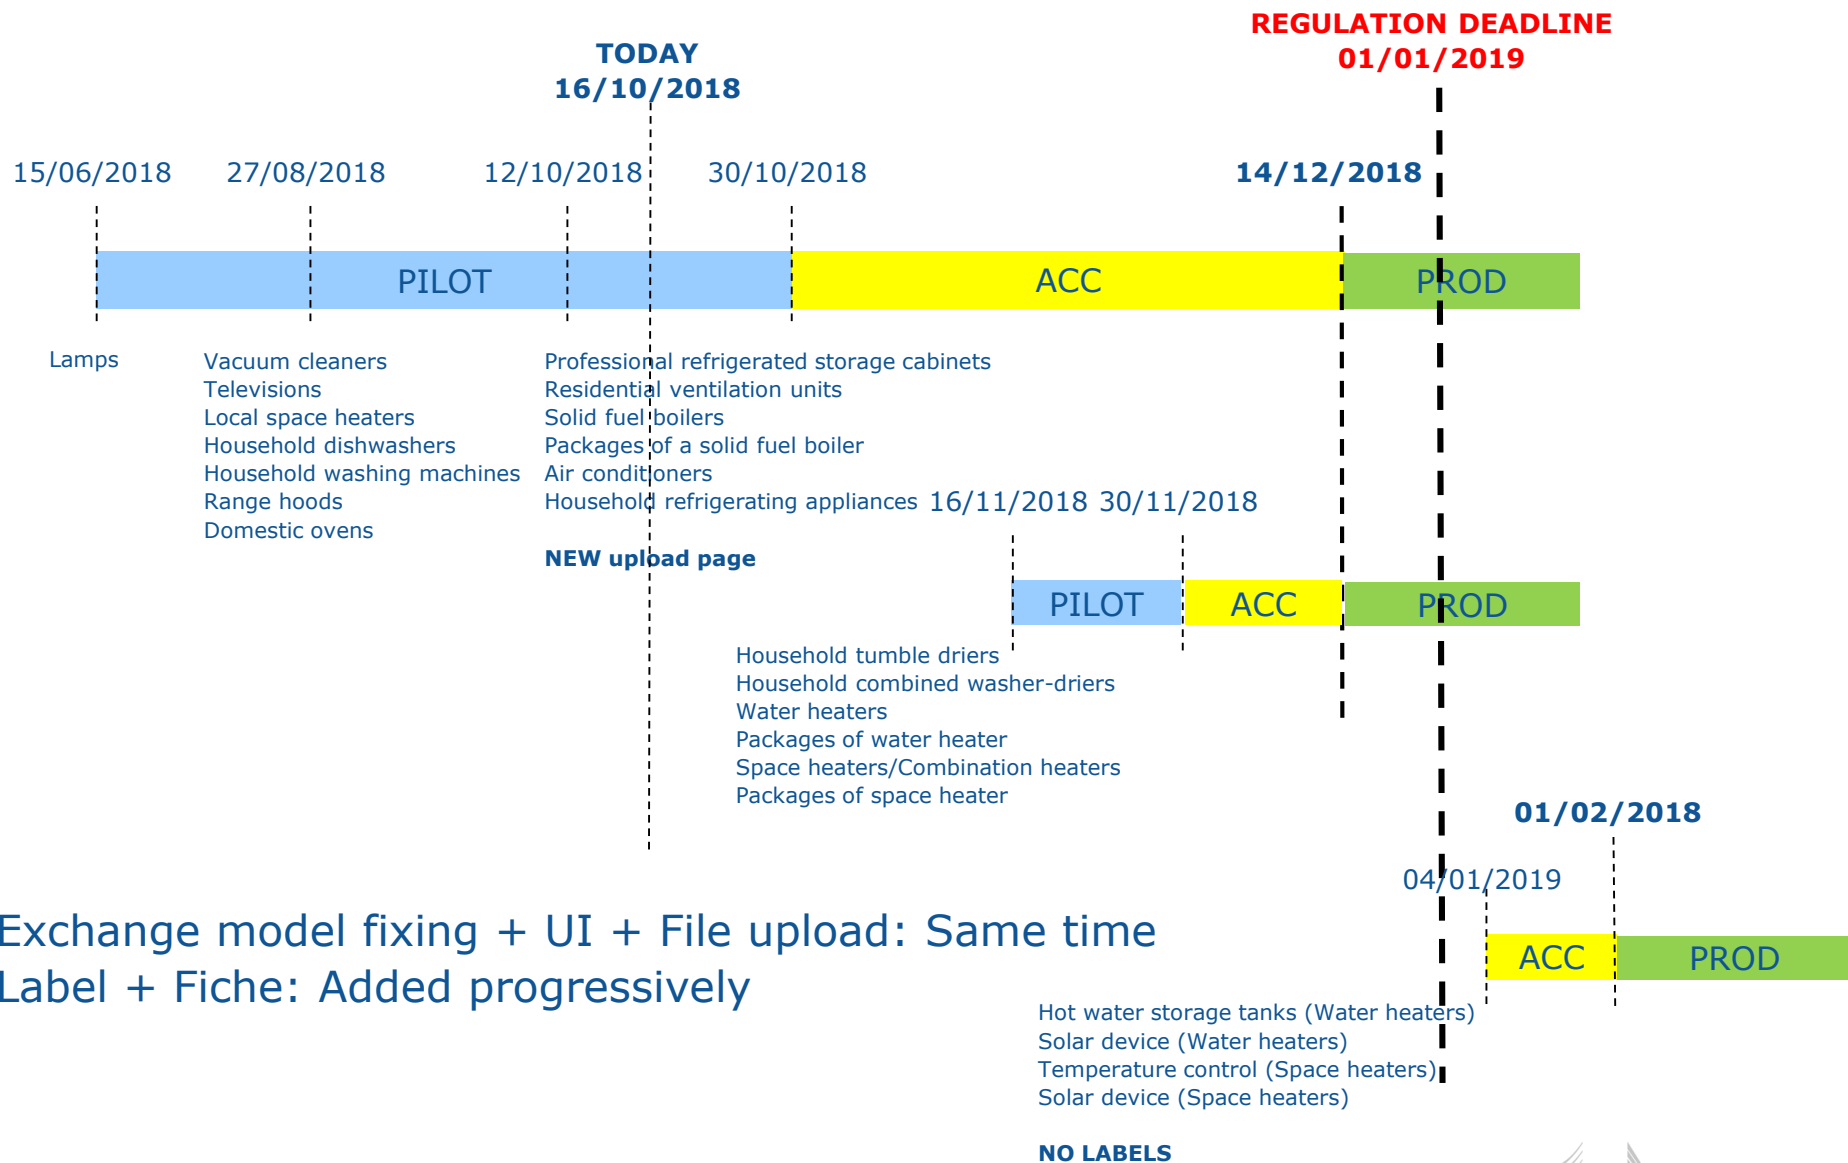 REGULATION DEADLINE
01/01/2019
TODAY
16/10/2018
15/06/2018
27/08/2018
12/10/2018
30/10/2018
14/12/2018
PILOT
ACC
PROD
Lamps
Vacuum cleaners
Televisions
Local space heaters
Household dishwashers
Household washing machines
Range hoods
Domestic ovens
Professional refrigerated storage cabinets
Residential ventilation units
Solid fuel boilers
Packages of a solid fuel boiler
Air conditioners
Household refrigerating appliances
NEW upload page
16/11/2018
30/11/2018
PILOT
ACC
PROD
Household tumble driers
Household combined washer-driers
Water heaters
Packages of water heater
Space heaters/Combination heaters
Packages of space heater
01/02/2018
04/01/2019
ACC
PROD
Exchange model fixing + UI + File upload: Same time
Label + Fiche: Added progressively
Hot water storage tanks (Water heaters)
Solar device (Water heaters)
Temperature control (Space heaters)
Solar device (Space heaters)
NO LABELS